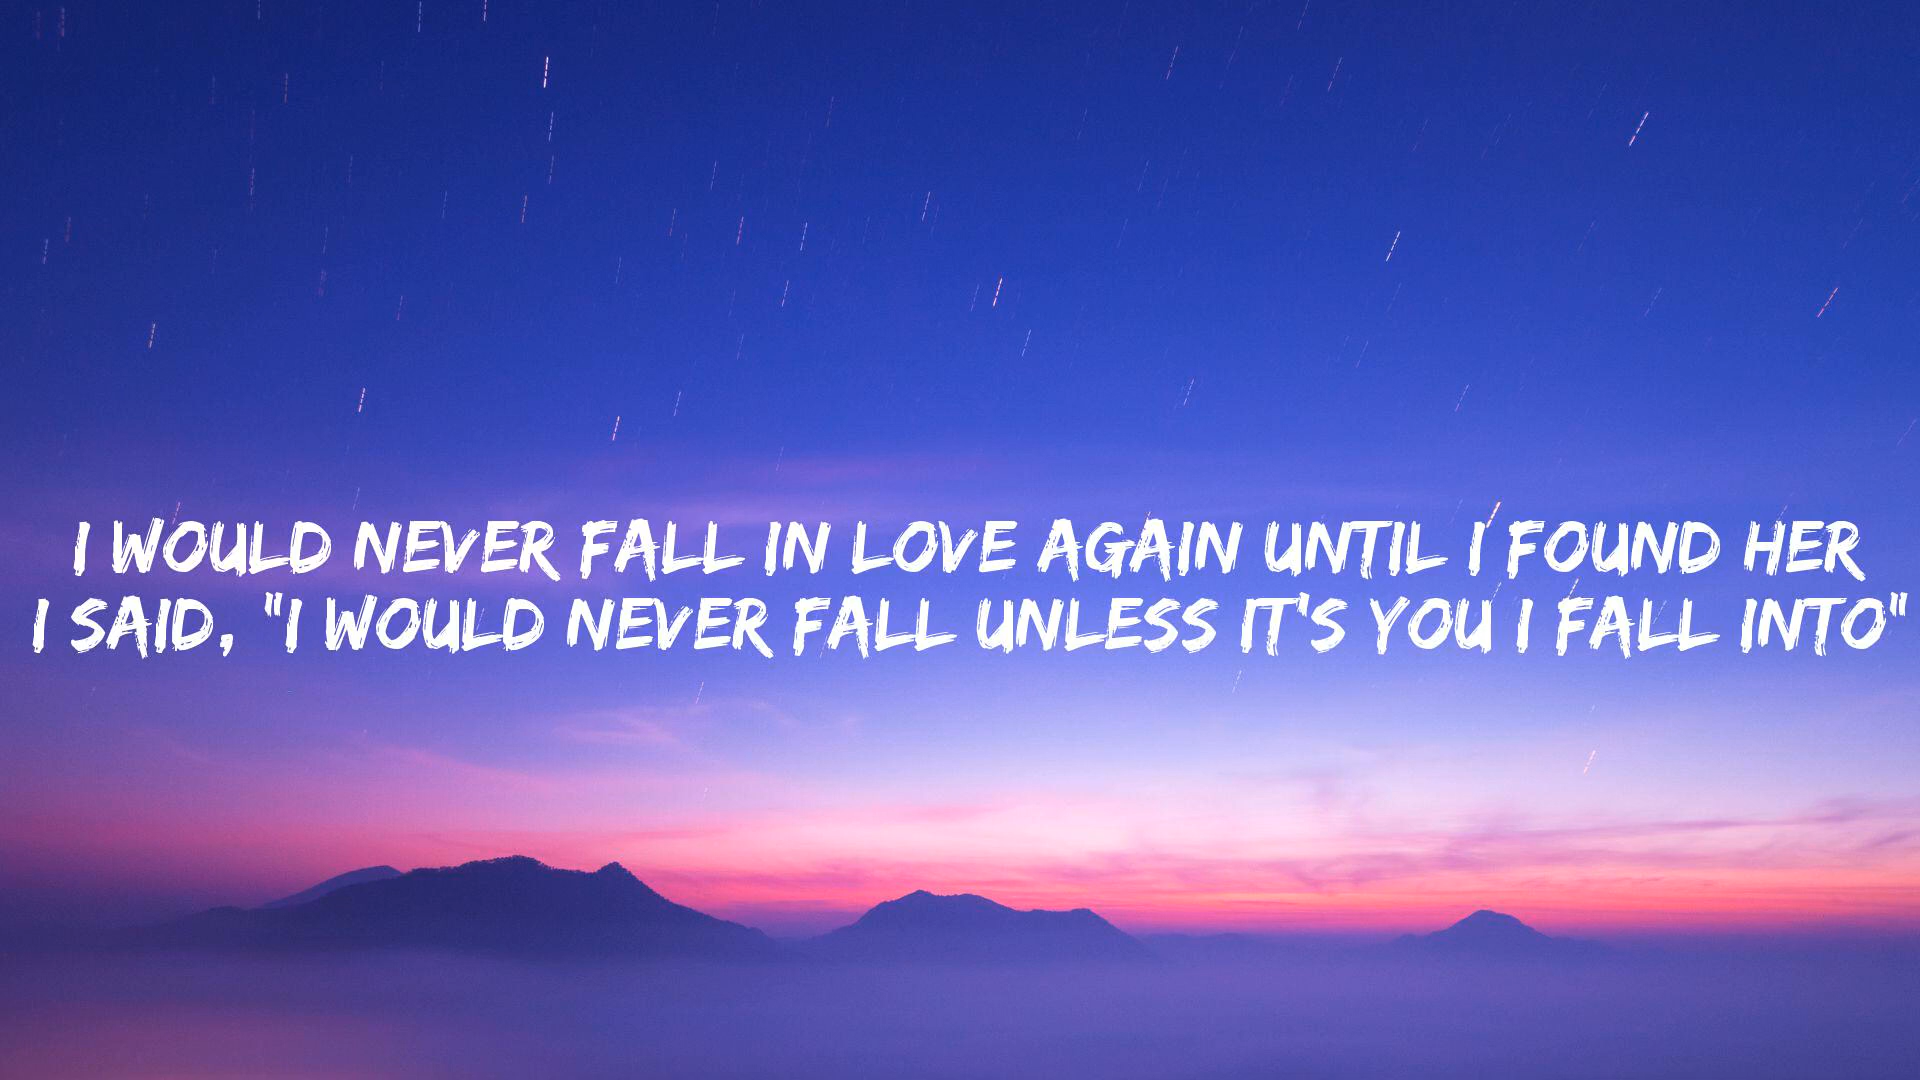 I WOULD NEVER FALL IN LOVE AGAIN UNTIL I FOUND HER
I SAID, "I WOULD NEVER FALL UNLESS IT'S YOU I FALL INTO"